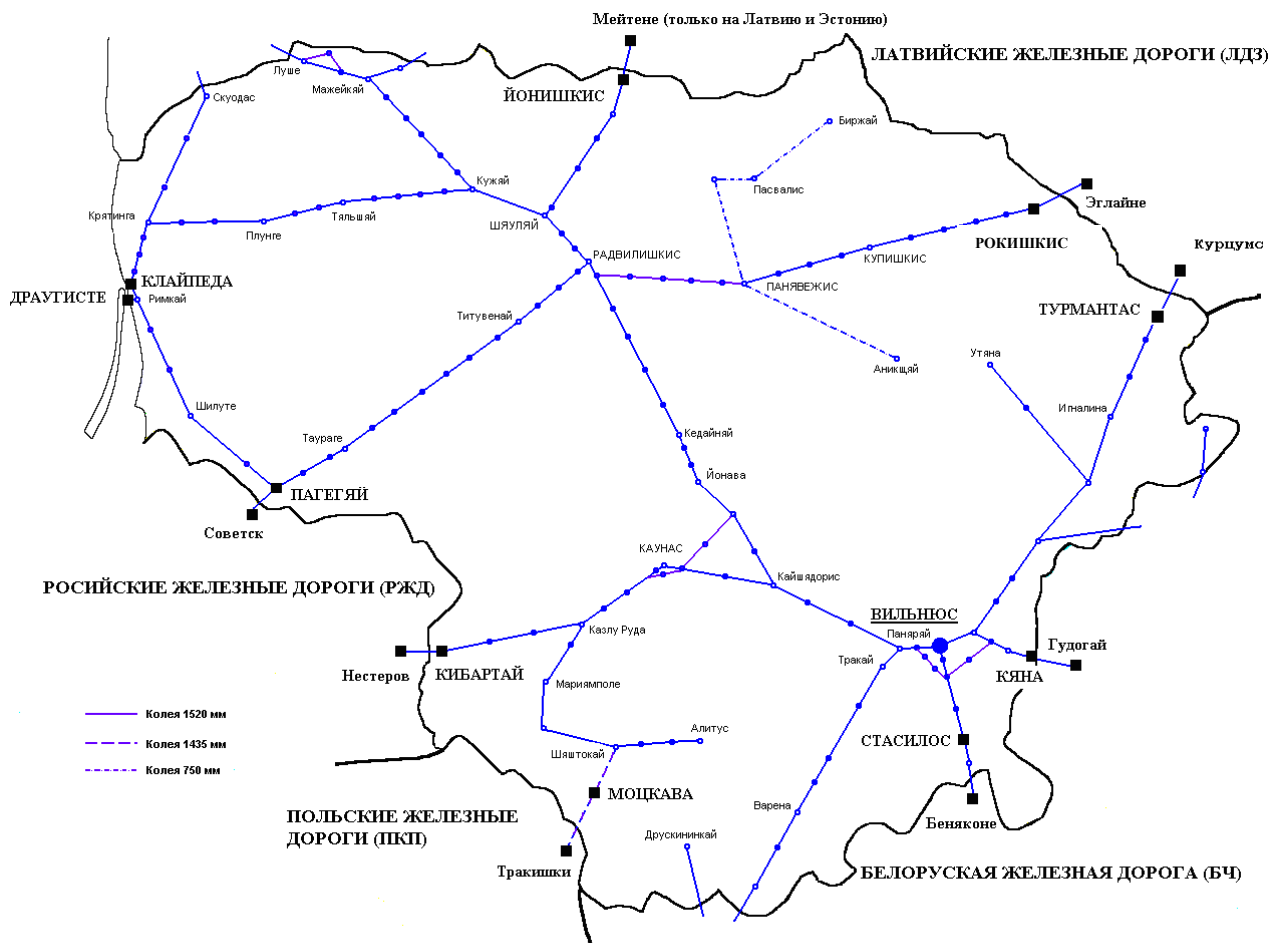 Мейтене (только на Латвию и Эстонию)
ЛАТВИЙСКИЕ ЖЕЛЕЗНЫЕ ДОРОГИ (ЛДЗ)
Луше
Мажейкяй
ЙОНИШКИС
Скуодас
Биржай
Кужяй
Пасвалис
Эглайне
Крятинга
Тяльшяй
Плунге
ШЯУЛЯЙ
РОКИШКИС
Курцумс
РАДВИЛИШКИС
КУПИШКИС
КЛАЙПЕДА
ПАНЯВЕЖИС
ДРАУГИСТЕ
Римкай
ТУРМАНТАС
Титувенай
Утяна
Аникщяй
Шилуте
Игналина
Таураге
Кедайняй
Йонава
ПАГЕГЯЙ
Советск
КАУНАС
Кайшядорис
РОСИЙСКИЕ ЖЕЛЕЗНЫЕ ДОРОГИ (РЖД)
ВИЛЬНЮС
Казлу Руда
Паняряй
Гудогай
Тракай
Нестеров
КИБАРТАЙ
КЯНА
Мариямполе
Колея 1520 мм
Алитус
СТАСИЛОС
Колея 1435 мм
Шяштокай
Колея 750 мм
МОЦКАВА
Варена
ПОЛЬСКИЕ ЖЕЛЕЗНЫЕ
ДОРОГИ (ПКП)
Беняконе
Друскининкай
Тракишки
БЕЛОРУСКАЯ ЖЕЛЕЗНАЯ ДОРОГА (БЧ)